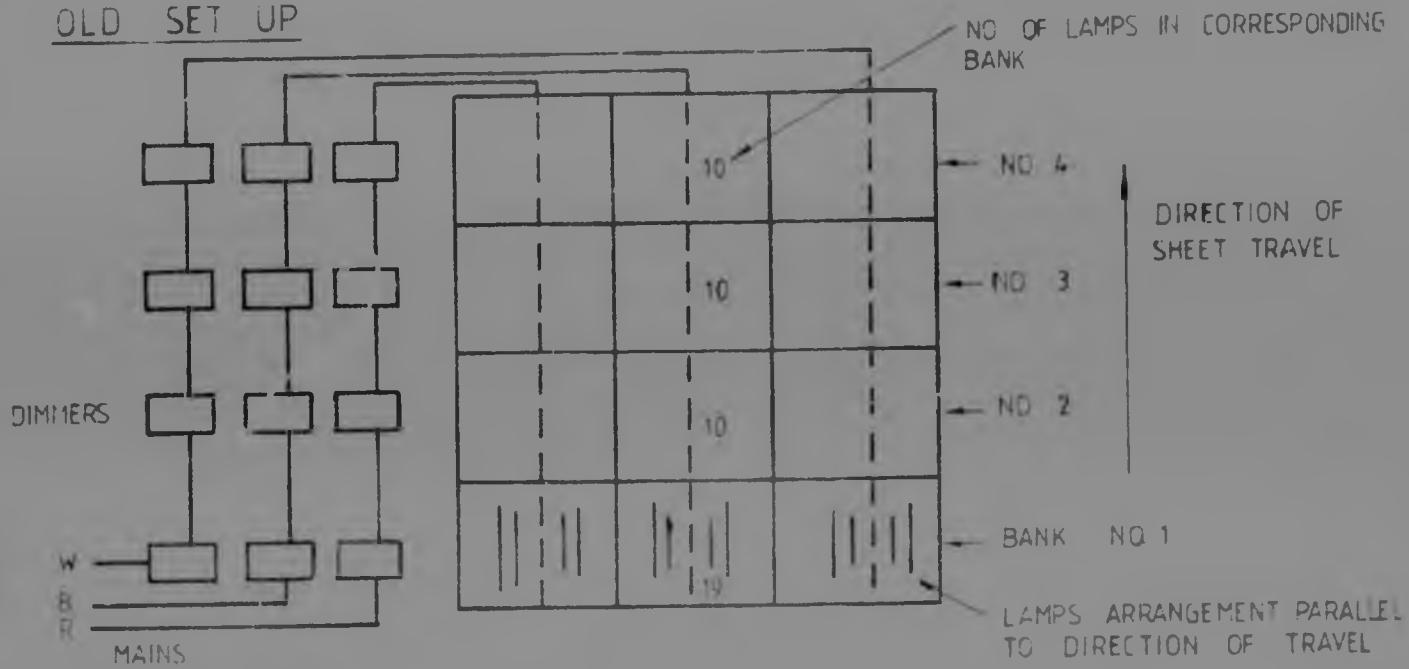 OLD SET UP
NO OF LAMPS IN CORRESPONDING
BANK
10
NO 4
DIRECTION OF
SHEET TRAVEL
10
NO 3
DIMMERS
10
NO 2
W
B
R
MAINS
19
BANK NO 1
LAMPS ARRANGEMENT PARALLEL
TO DIRECTION OF TRAVEL